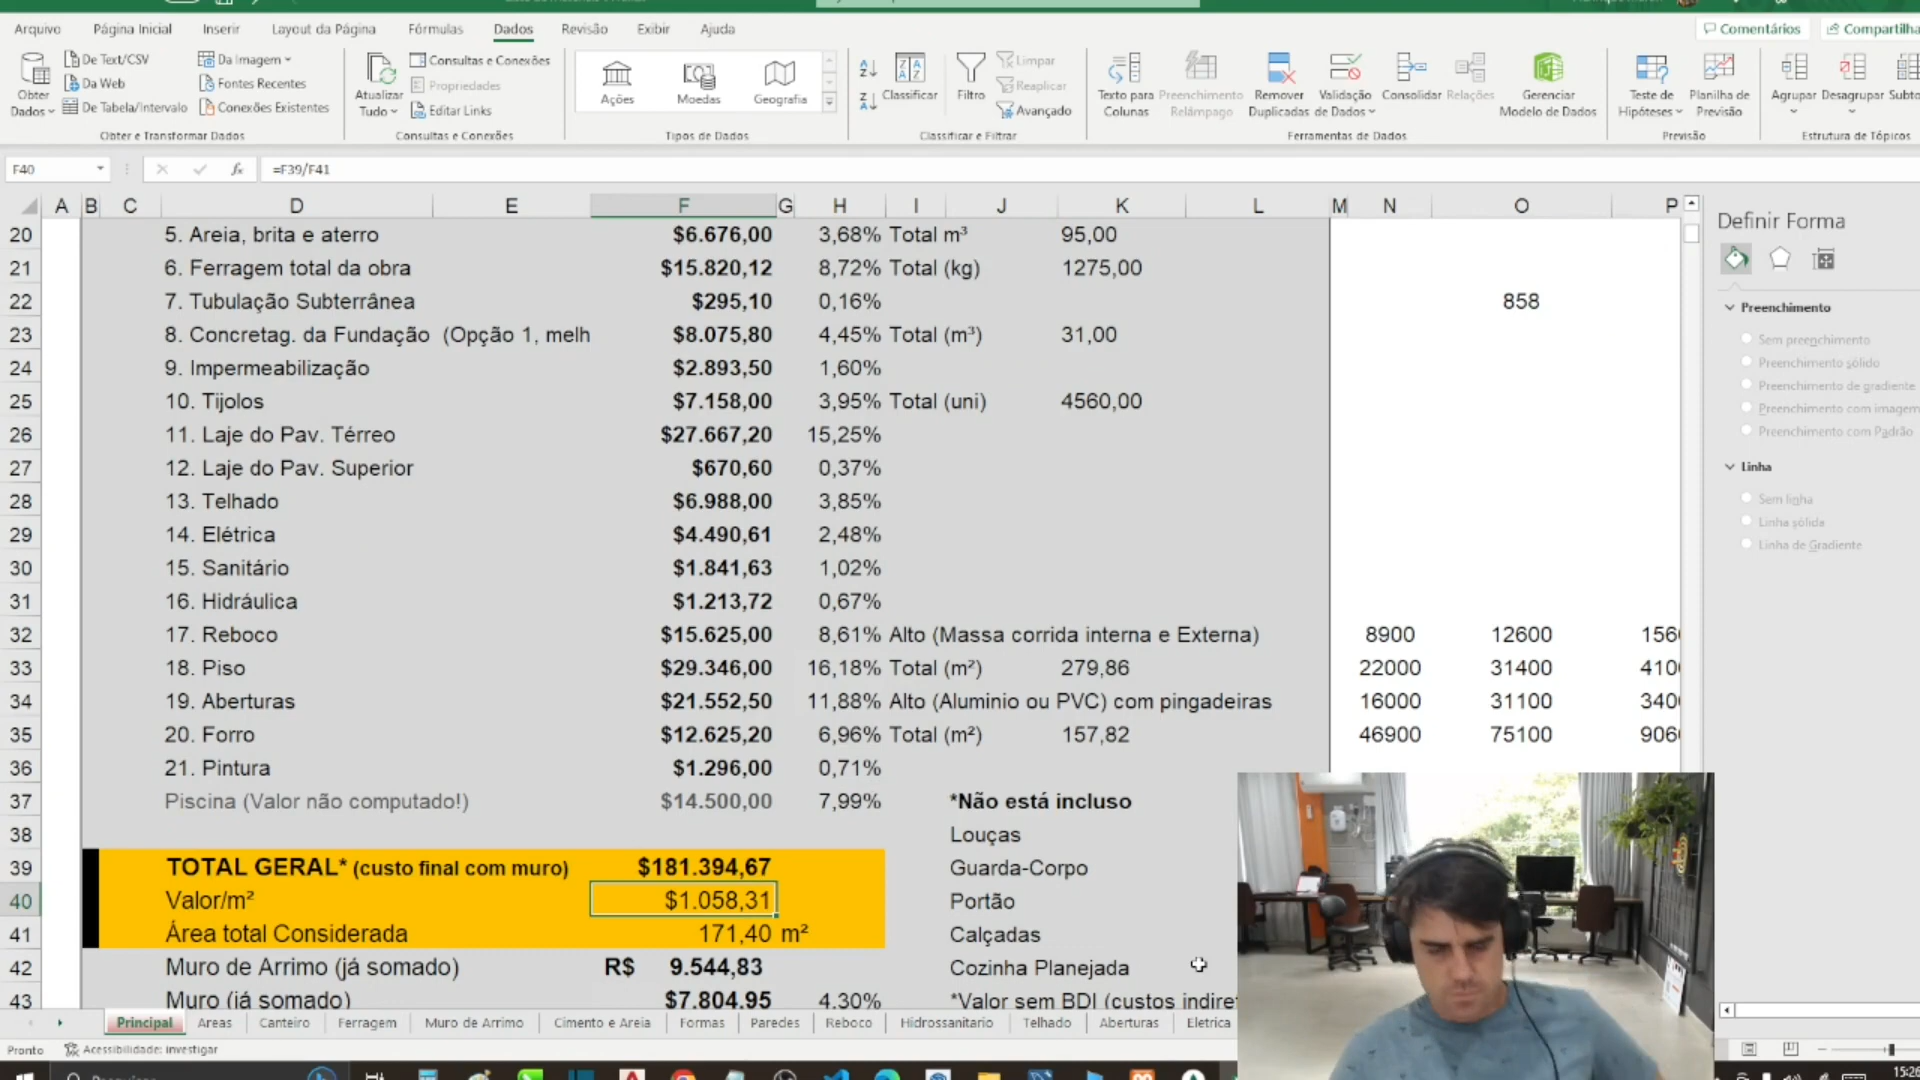 Arquivo Página Inicial Inserir Layout da Página Fórmulas Dados Revisão Exibir Ajuda Comentários Compartilha
De Text/CSV Da Imagem Consultas e Conexões Limpar
Da Web Fontes Recentes Propriedades Reaplicar
De Tabela/Intervalo Conexões Existentes Editar Links Avançado
Obter Dados Atualizar Tudo Ações Moedas Geografia Classificar Filtro Texto para Colunas Preenchimento Relâmpago Remover Duplicadas Validação de Dados Consolidar Relações Gerenciar Modelo de Dados Teste de Hipóteses Planilha de Previsão Agrupar Desagrupar Subto
Obter e Transformar Dados Consultas e Conexões Tipos de Dados Classificar e Filtrar Ferramentas de Dados Previsão Estrutura de Tópicos
F40 fx =F39/F41
A B C D E F G H I J K L M N O P
20 5. Areia, brita e aterro $6.676,00 3,68% Total m³ 95,00
21 6. Ferragem total da obra $15.820,12 8,72% Total (kg) 1275,00
22 7. Tubulação Subterrânea $295,10 0,16% 858
23 8. Concretag. da Fundação (Opção 1, melh $8.075,80 4,45% Total (m³) 31,00
24 9. Impermeabilização $2.893,50 1,60%
25 10. Tijolos $7.158,00 3,95% Total (uni) 4560,00
26 11. Laje do Pav. Térreo $27.667,20 15,25%
27 12. Laje do Pav. Superior $670,60 0,37%
28 13. Telhado $6.988,00 3,85%
29 14. Elétrica $4.490,61 2,48%
30 15. Sanitário $1.841,63 1,02%
31 16. Hidráulica $1.213,72 0,67%
32 17. Reboco $15.625,00 8,61% Alto (Massa corrida interna e Externa) 8900 12600 156
33 18. Piso $29.346,00 16,18% Total (m²) 279,86 22000 31400 410
34 19. Aberturas $21.552,50 11,88% Alto (Aluminio ou PVC) com pingadeiras 16000 31100 340
35 20. Forro $12.625,20 6,96% Total (m²) 157,82 46900 75100 906
36 21. Pintura $1.296,00 0,71%
37 Piscina (Valor não computado!) $14.500,00 7,99% *Não está incluso
38 Louças
39 TOTAL GERAL* (custo final com muro) $181.394,67 Guarda-Corpo
40 Valor/m² $1.058,31 Portão
41 Área total Considerada 171,40 m² Calçadas
42 Muro de Arrimo (já somado) R$ 9.544,83 Cozinha Planejada
43 Muro (já somado) $7.804,95 4,30% *Valor sem BDI (custos indire
Definir Forma
Preenchimento
Sem preenchimento
Preenchimento sólido
Preenchimento de gradiente
Preenchimento com imagem
Preenchimento com Padrão
Linha
Sem linha
Linha sólida
Linha de Gradiente
Principal Areas Canteiro Ferragem Muro de Arrimo Cimento e Areia Formas Paredes Reboco Hidrossanitario Telhado Aberturas Eletrica
Pronto Acessibilidade: investigar
15:26